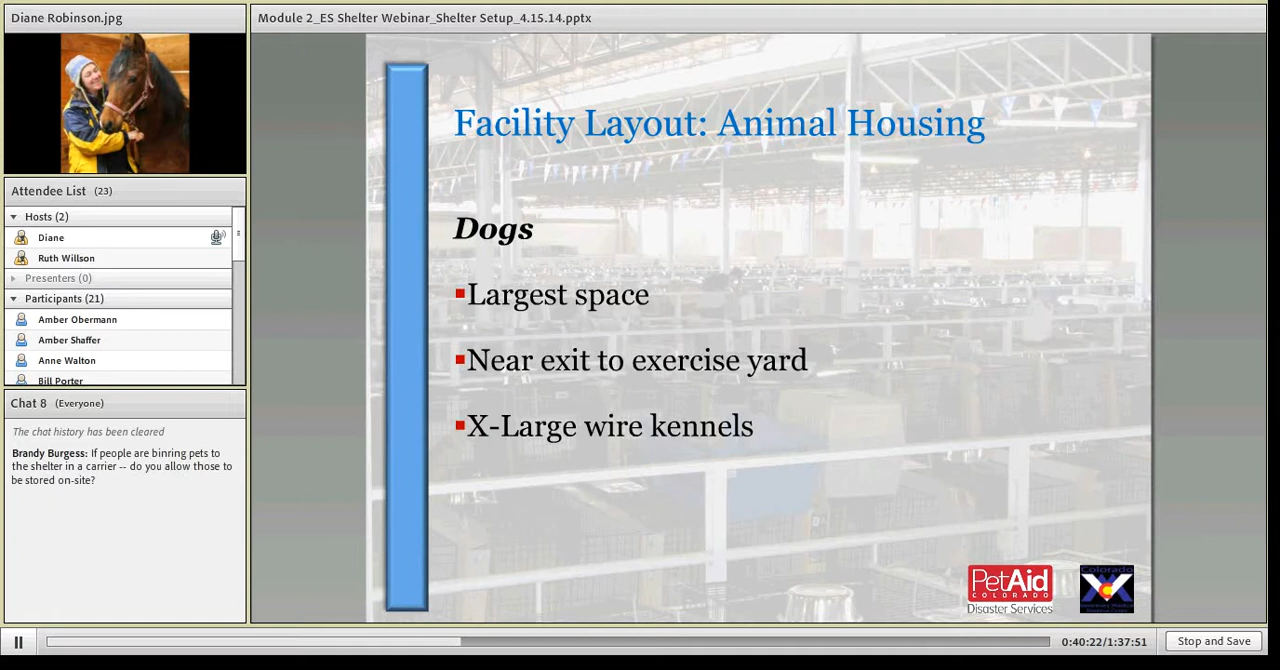 Diane Robinson.jpg
Module 2_ES Shelter Webinar_Shelter Setup_4.15.14.pptx
Attendee List (23)
Hosts (2)
Diane
Ruth Willson
Presenters (0)
Participants (21)
Amber Obermann
Amber Shaffer
Anne Walton
Bill Porter
Chat 8 (Everyone)
The chat history has been cleared
Brandy Burgess: If people are binring pets to
the shelter in a carrier -- do you allow those to
be stored on-site?
Facility Layout: Animal Housing
Dogs
Largest space
Near exit to exercise yard
X-Large wire kennels
PetAid
COLORADO
Disaster Services
Colorado
0:40:22/1:37:51
Stop and Save